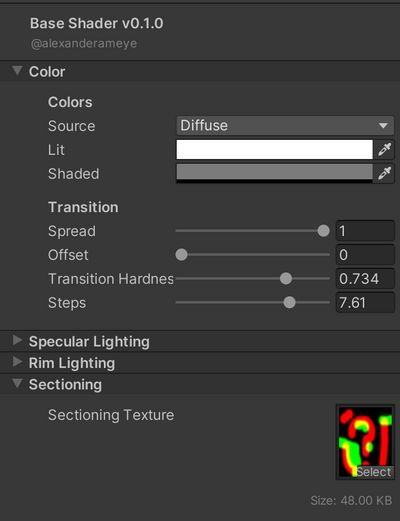 Base Shader v0.1.0
@alexanderameye
Color
Colors
Source Diffuse
Lit
Shaded
Transition
Spread 1
Offset 0
Transition Hardnes 0.734
Steps 7.61
Specular Lighting
Rim Lighting
Sectioning
Sectioning Texture
Select
Size: 48.00 KB